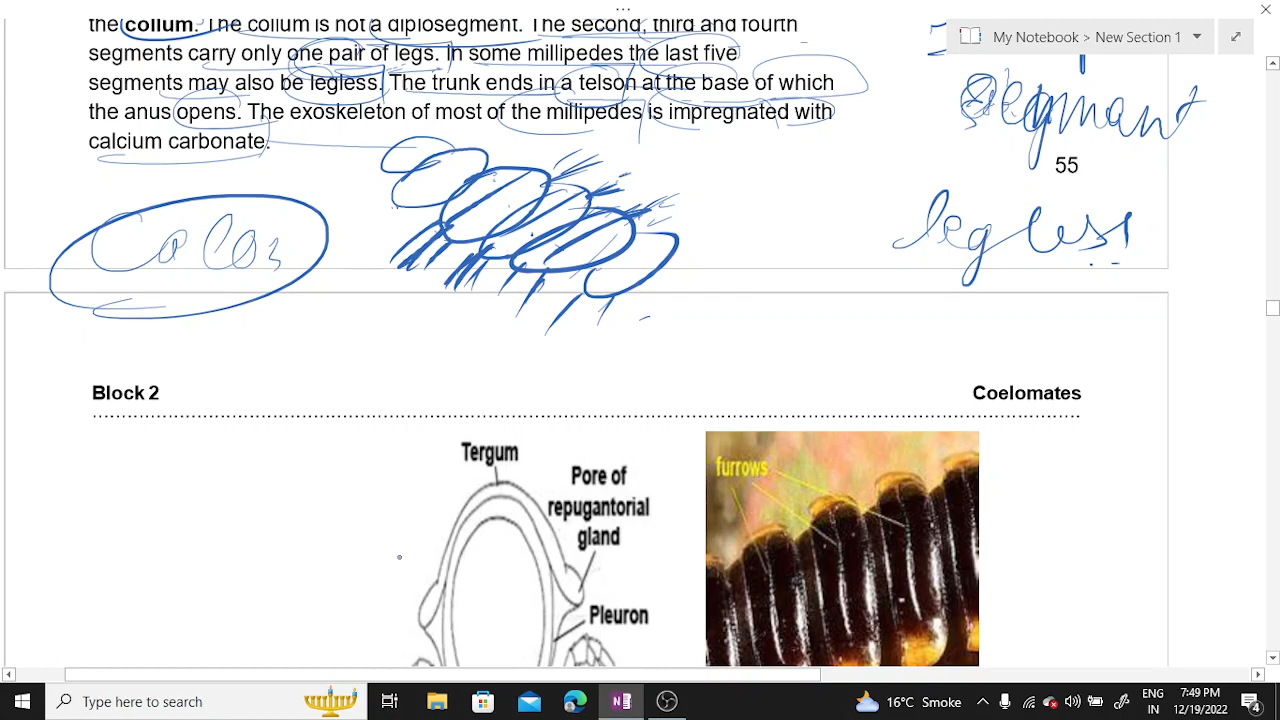 ...
the collum. The collum is not a diplosegment. The second, third and fourth
segments carry only one pair of legs. In some millipedes the last five
segments may also be legless. The trunk ends in a telson at the base of which
the anus opens. The exoskeleton of most of the millipedes is impregnated with
calcium carbonate.
My Notebook > New Section 1
segmant
55
legless
Block 2
Coelomates
Tergum
Pore of
repugantorial
gland
Pleuron
furrows
Type here to search
16°C Smoke
ENG
IN
7:49 PM
12/19/2022
4